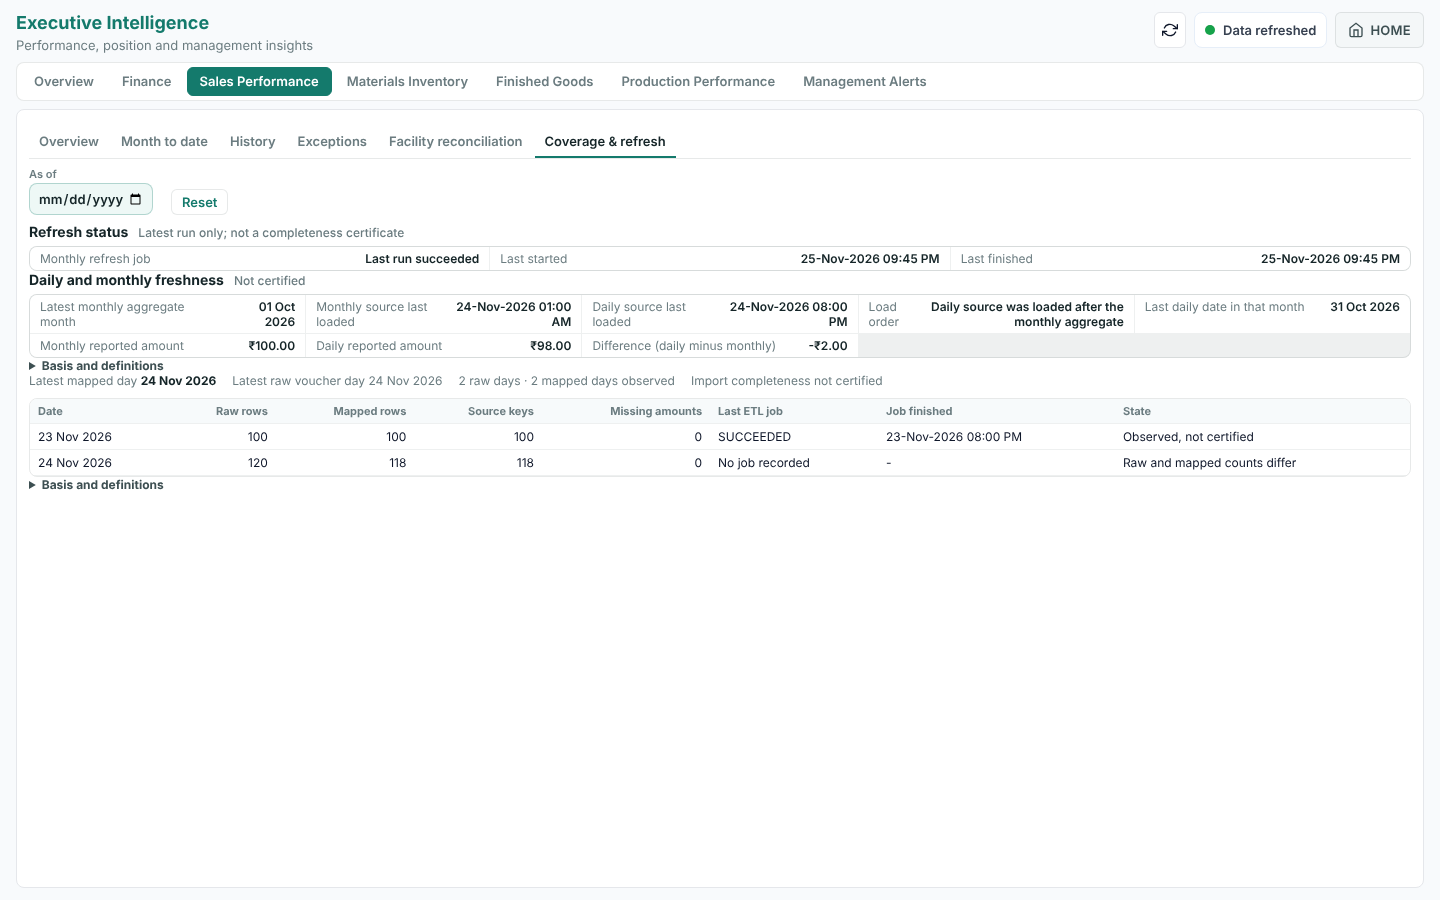 Executive Intelligence
Performance, position and management insights
Data refreshed
HOME
Overview Finance Sales Performance Materials Inventory Finished Goods Production Performance Management Alerts
Overview Month to date History Exceptions Facility reconciliation Coverage & refresh
As of
mm/dd/yyyy Reset
Refresh status Latest run only; not a completeness certificate
Monthly refresh job Last run succeeded Last started 25-Nov-2026 09:45 PM Last finished 25-Nov-2026 09:45 PM
Daily and monthly freshness Not certified
Latest monthly aggregate month 01 Oct 2026 Monthly source last loaded 24-Nov-2026 01:00 AM Daily source last loaded 24-Nov-2026 08:00 PM Load order Daily source was loaded after the monthly aggregate Last daily date in that month 31 Oct 2026
Monthly reported amount ₹100.00 Daily reported amount ₹98.00 Difference (daily minus monthly) -₹2.00
Basis and definitions
Latest mapped day 24 Nov 2026 Latest raw voucher day 24 Nov 2026 2 raw days · 2 mapped days observed Import completeness not certified
Date Raw rows Mapped rows Source keys Missing amounts Last ETL job Job finished State
23 Nov 2026 100 100 100 0 SUCCEEDED 23-Nov-2026 08:00 PM Observed, not certified
24 Nov 2026 120 118 118 0 No job recorded - Raw and mapped counts differ
Basis and definitions